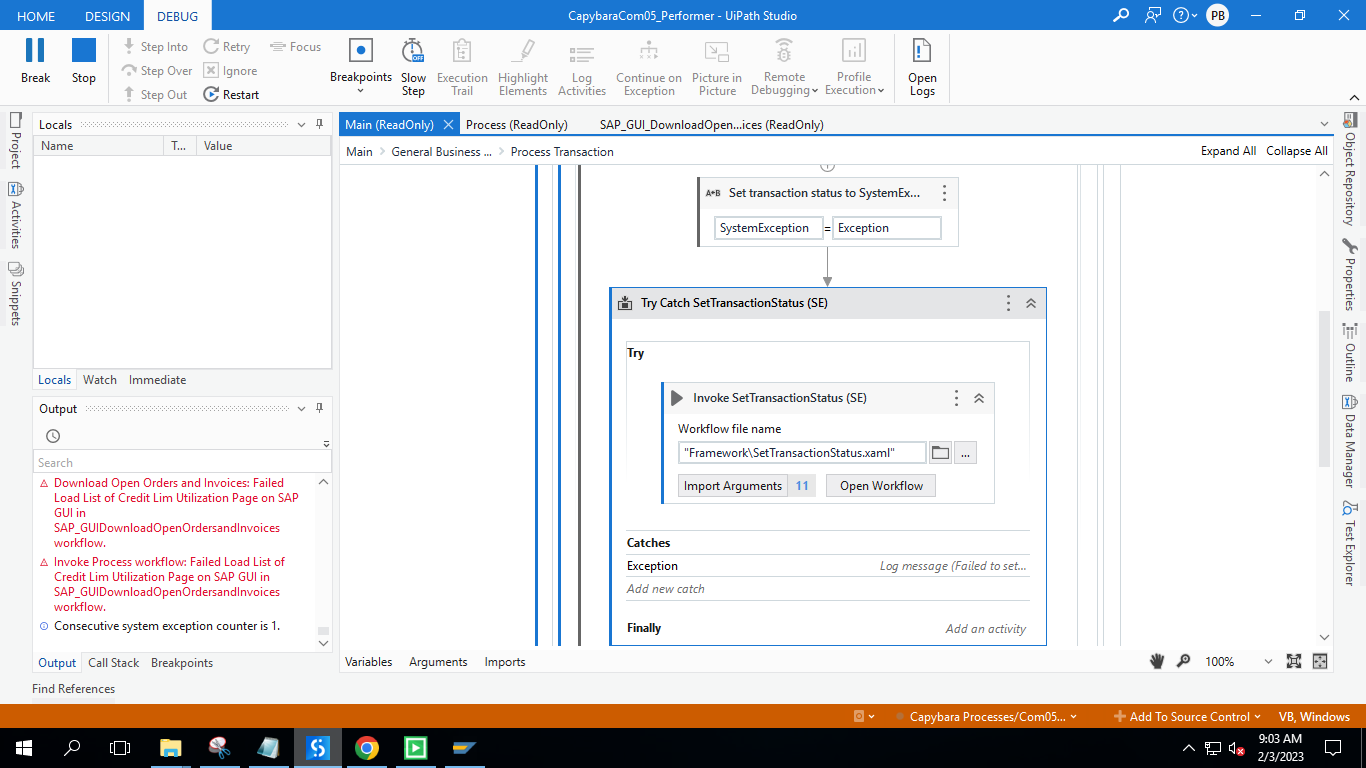 HOME DESIGN DEBUG CapybaraCom05_Performer - UiPath Studio PB
Break
Stop
Step Into
Step Over
Step Out
Retry
Ignore
Restart
Focus
Breakpoints
Slow Step
Execution Trail
Highlight Elements
Log Activities
Continue on Exception
Picture in Picture
Remote Debugging
Profile Execution
Open Logs
Project
Activities
Snippets
Locals
Name T... Value
Locals Watch Immediate
Output
Search
Download Open Orders and Invoices: Failed
Load List of Credit Lim Utilization Page on SAP
GUI in
SAP_GUIDownloadOpenOrdersandInvoices
workflow.
Invoke Process workflow: Failed Load List of
Credit Lim Utilization Page on SAP GUI in
SAP_GUIDownloadOpenOrdersandInvoices
workflow.
Consecutive system exception counter is 1.
Output Call Stack Breakpoints
Find References
Main (ReadOnly) Process (ReadOnly) SAP_GUI_DownloadOpen...ices (ReadOnly)
Main General Business ... Process Transaction Expand All Collapse All
A+B Set transaction status to SystemEx...
SystemException = Exception
Try Catch SetTransactionStatus (SE)
Try
Invoke SetTransactionStatus (SE)
Workflow file name
"Framework\SetTransactionStatus.xaml" ...
Import Arguments 11 Open Workflow
Catches
Exception Log message (Failed to set...
Add new catch
Finally Add an activity
Variables Arguments Imports 100%
Object Repository
Properties
Outline
Data Manager
Test Explorer
Capybara Processes/Com05... Add To Source Control VB, Windows
9:03 AM
2/3/2023